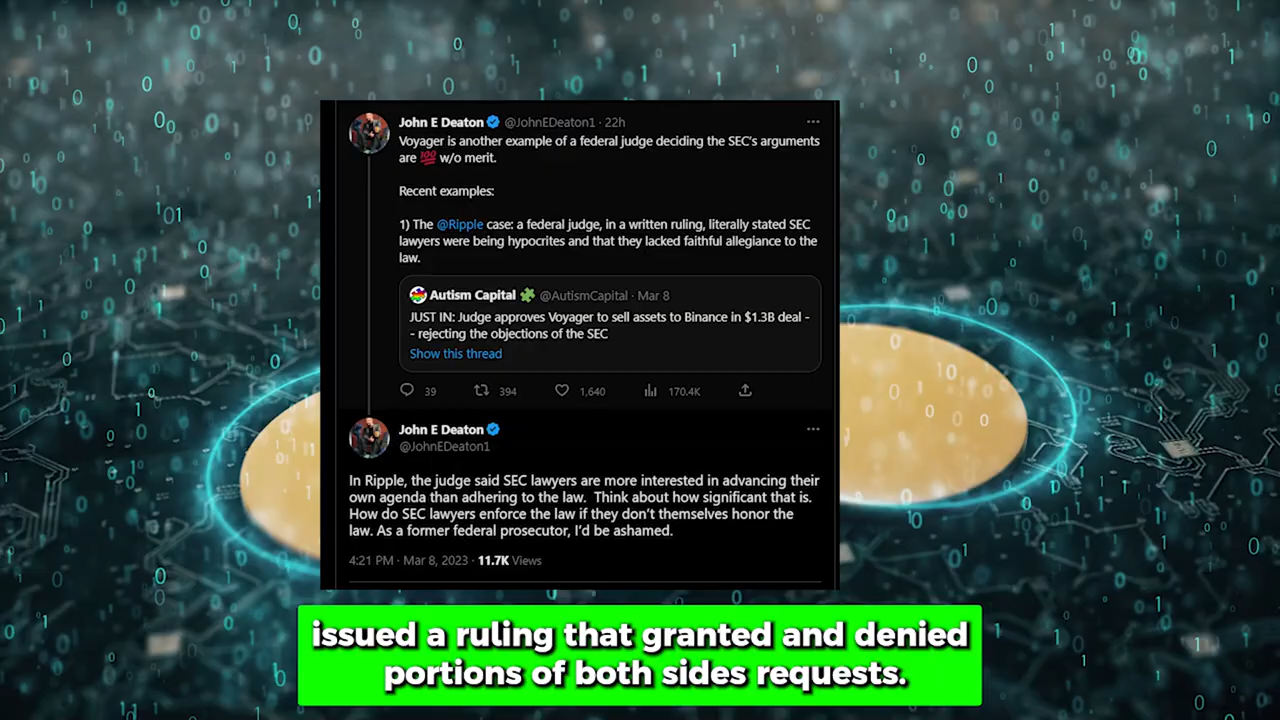 John E Deaton @JohnEDeaton1 · 22h
Voyager is another example of a federal judge deciding the SEC's arguments
are 💯 w/o merit.
Recent examples:
1) The @Ripple case: a federal judge, in a written ruling, literally stated SEC
lawyers were being hypocrites and that they lacked faithful allegiance to the
law.
Autism Capital 🧩 @AutismCapital · Mar 8
JUST IN: Judge approves Voyager to sell assets to Binance in $1.3B deal -
- rejecting the objections of the SEC
Show this thread
39 394 1,640 170.4K
John E Deaton
@JohnEDeaton1
In Ripple, the judge said SEC lawyers are more interested in advancing their
own agenda than adhering to the law. Think about how significant that is.
How do SEC lawyers enforce the law if they don't themselves honor the
law. As a former federal prosecutor, I'd be ashamed.
4:21 PM · Mar 8, 2023 · 11.7K Views
issued a ruling that granted and denied
portions of both sides requests.